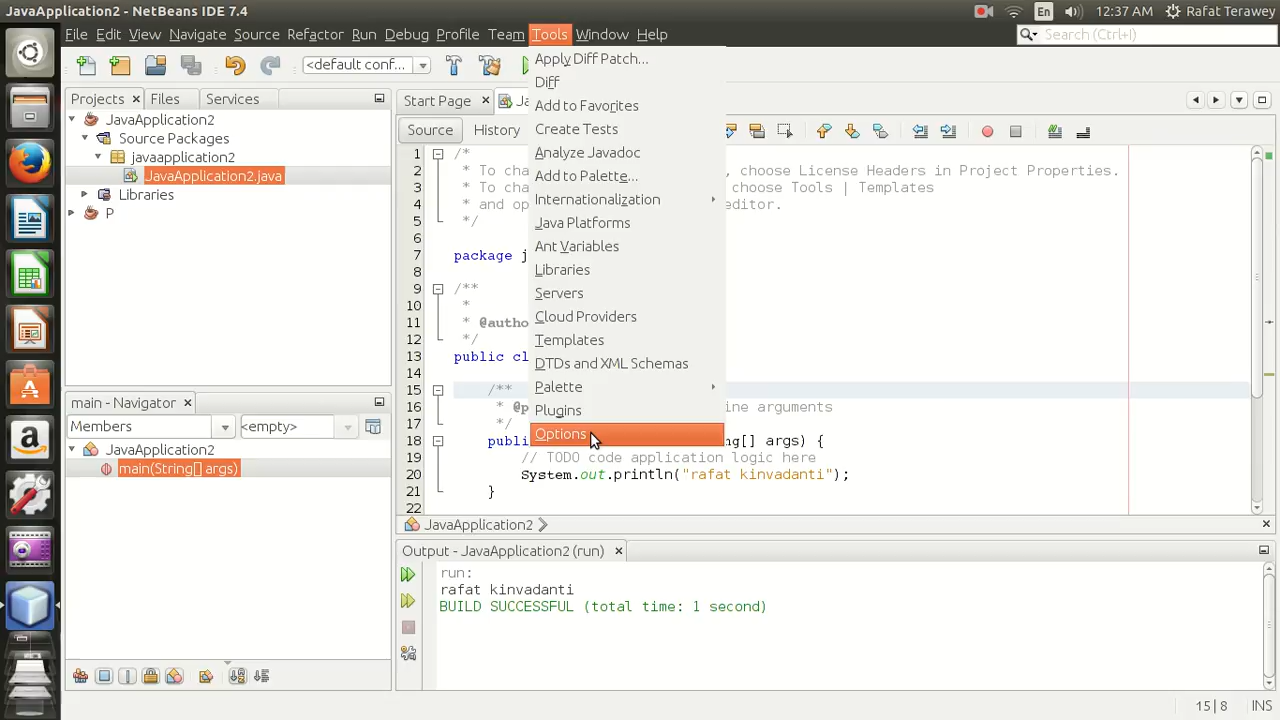 JavaApplication2 - NetBeans IDE 7.4
En
12:37 AM
Rafat Terawey
File Edit View Navigate Source Refactor Run Debug Profile Team Tools Window Help
Search (Ctrl+I)
<default conf...
Projects
Files
Services
JavaApplication2
Source Packages
javaapplication2
JavaApplication2.java
Libraries
P
main - Navigator
Members
<empty>
JavaApplication2
main(String[] args)
Apply Diff Patch...
Diff
Add to Favorites
Create Tests
Analyze Javadoc
Add to Palette...
Internationalization
Java Platforms
Ant Variables
Libraries
Servers
Cloud Providers
Templates
DTDs and XML Schemas
Palette
Plugins
Options
Start Page
Ja
Source
History
1 /*
2 * To cha , choose License Headers in Project Properties.
3 * To cha choose Tools | Templates
4 * and op editor.
5 */
6
7 package j
8
9 /**
10 *
11 * @autho
12 */
13 public cl
14
15 /**
16 * @p ine arguments
17 */
18 publi ng[] args) {
19 // TODO code application logic here
20 System.out.println("rafat kinvadanti");
21 }
22
JavaApplication2
Output - JavaApplication2 (run)
run:
rafat kinvadanti
BUILD SUCCESSFUL (total time: 1 second)
15|8
INS